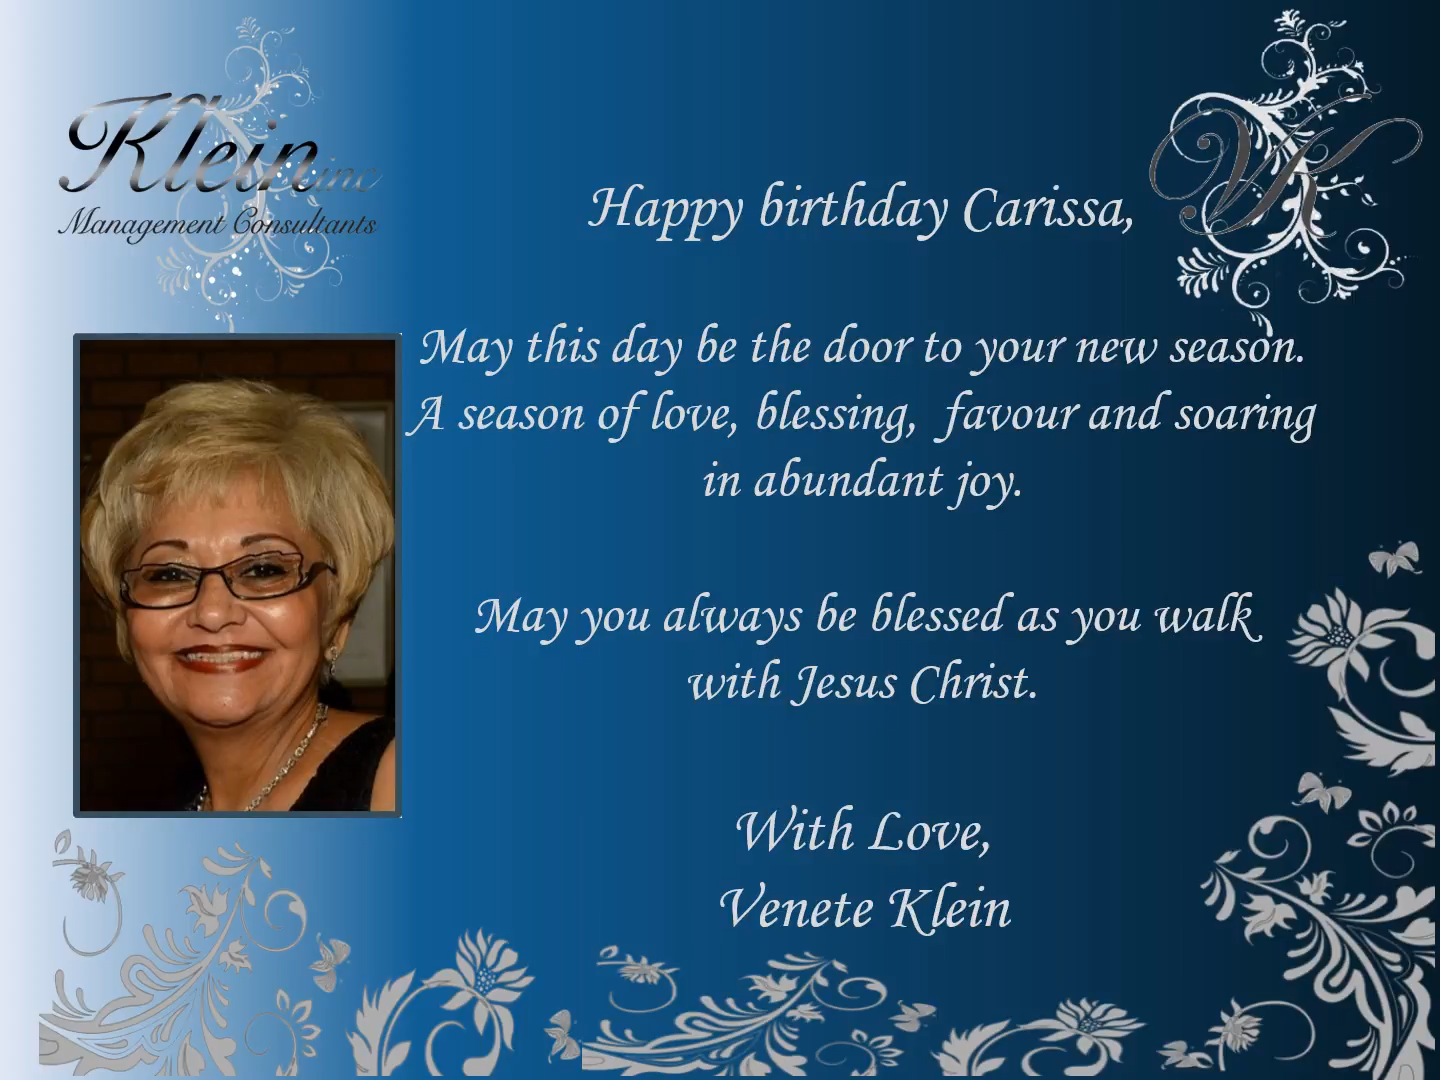 Klein inc
Management Consultants
VK
Happy birthday Carissa,
May this day be the door to your new season.
A season of love, blessing, favour and soaring
in abundant joy.
May you always be blessed as you walk
with Jesus Christ.
With Love,
Venete Klein